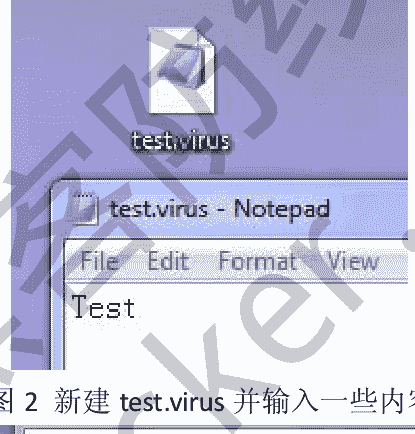 test.virus
test.virus - Notepad
File Edit Format View
Test
图 2 新建 test.virus 并输入一些内容